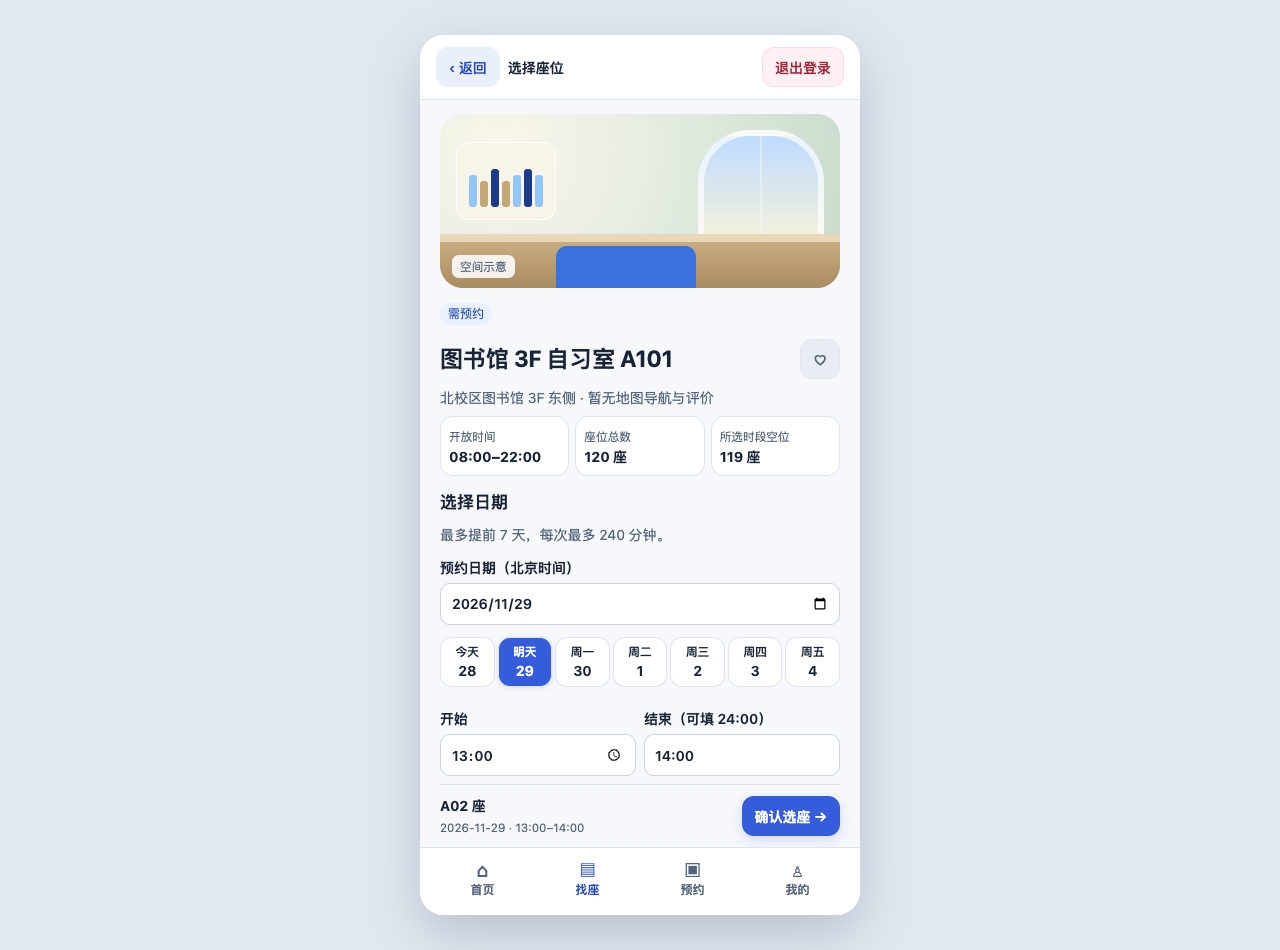 ‹ 返回
选择座位
退出登录
空间示意
需预约
图书馆 3F 自习室 A101
北校区图书馆 3F 东侧 · 暂无地图导航与评价
开放时间
08:00–22:00
座位总数
120 座
所选时段空位
119 座
选择日期
最多提前 7 天，每次最多 240 分钟。
预约日期（北京时间）
2026/11/29
今天
28
明天
29
周一
30
周二
1
周三
2
周四
3
周五
4
开始
13:00
结束（可填 24:00）
14:00
A02 座
2026-11-29 · 13:00–14:00
确认选座 →
首页
找座
预约
我的